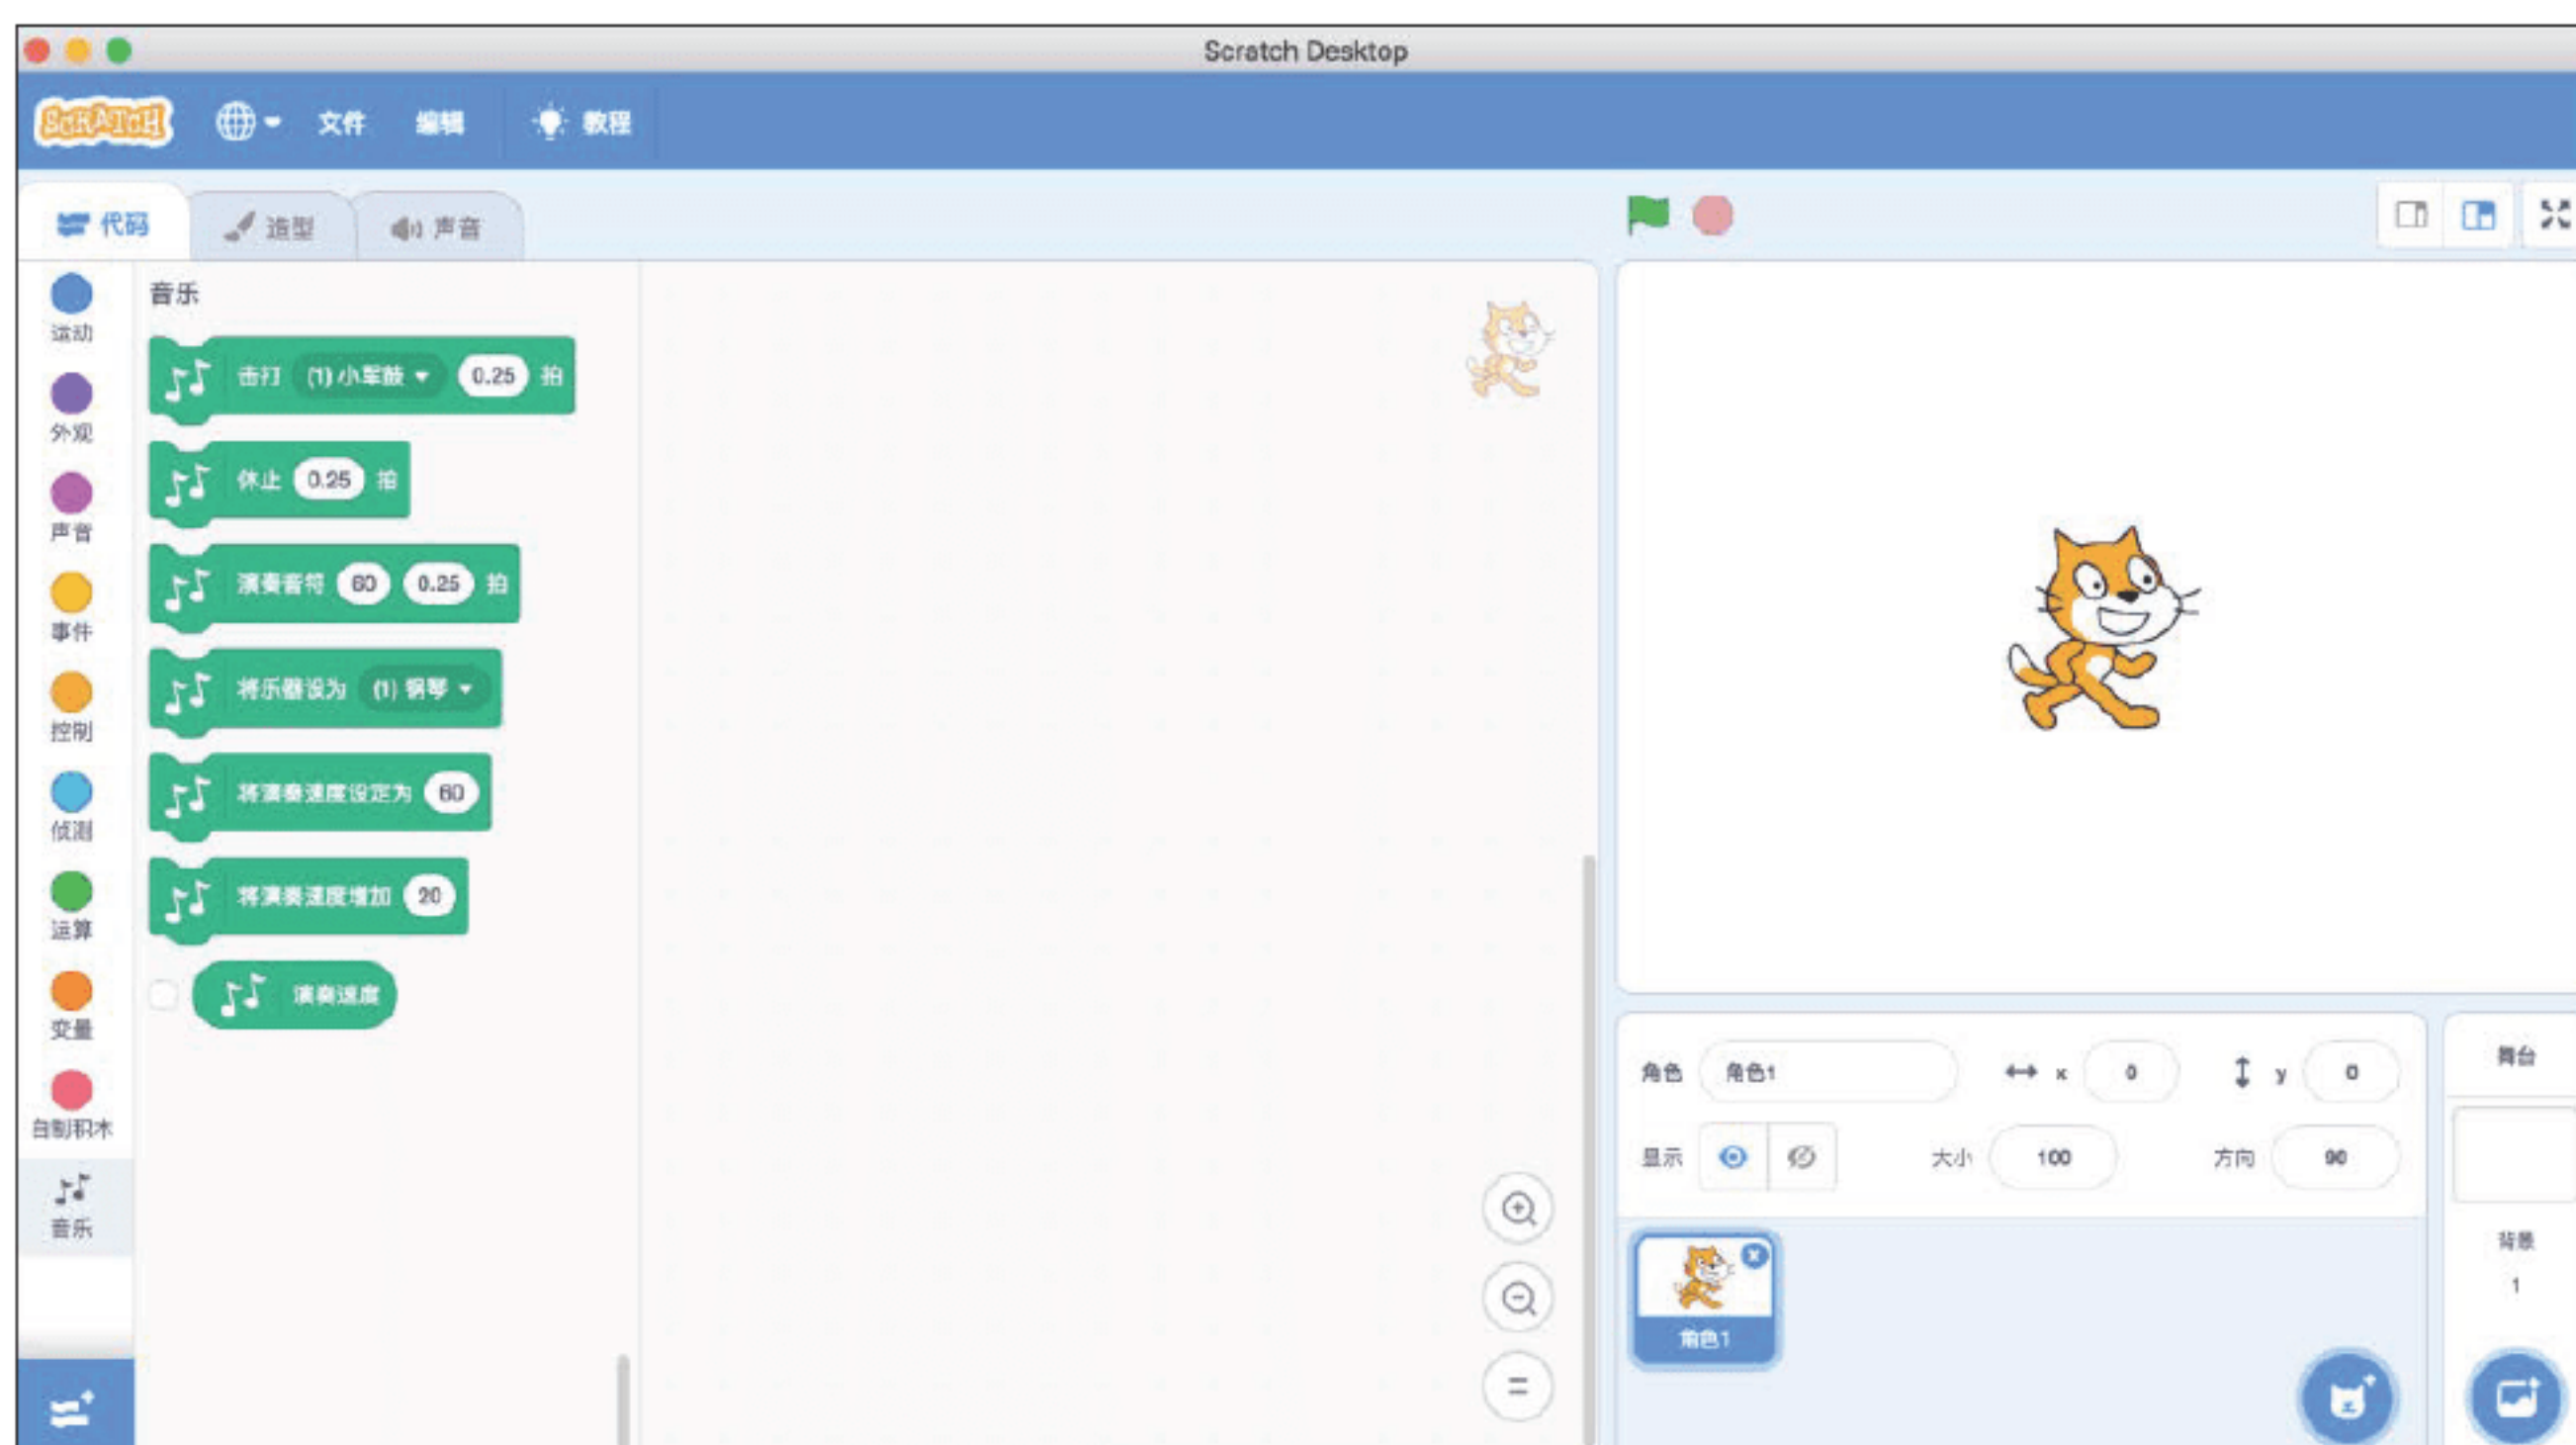 Scratch Desktop
SCRATCH 文件 编辑 教程
代码 造型 声音
运动
外观
声音
事件
控制
侦测
运算
变量
自制积木
音乐
音乐
击打 (1) 小军鼓 0.25 拍
休止 0.25 拍
演奏音符 60 0.25 拍
将乐器设为 (1) 钢琴
将演奏速度设定为 60
将演奏速度增加 20
演奏速度
角色 角色1 x 0 y 0
显示 大小 100 方向 90
角色1
舞台
背景
1